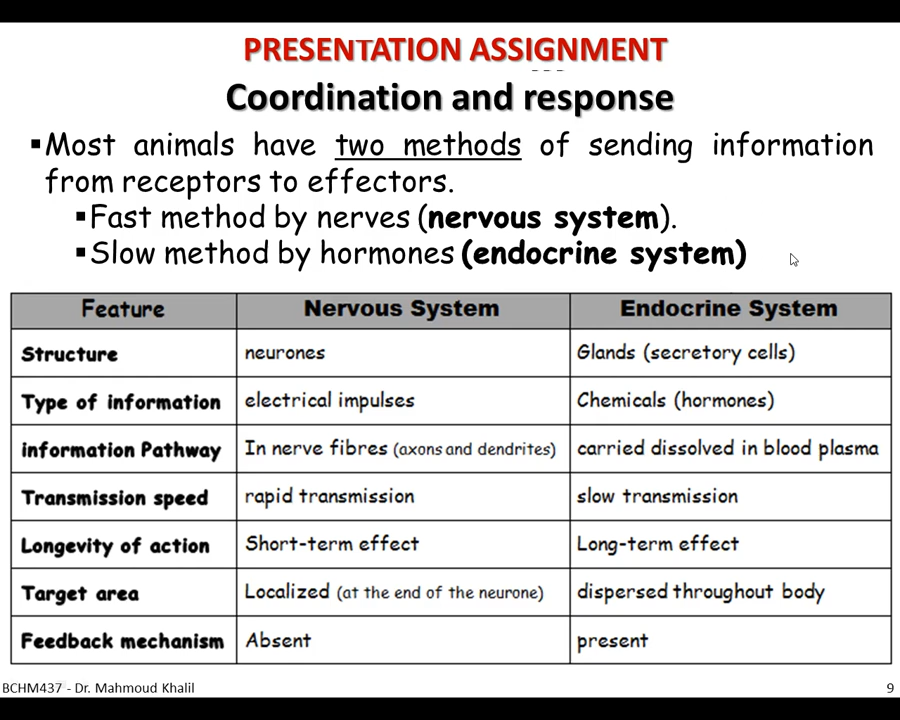 PRESENTATION ASSIGNMENT
Coordination and response
▪Most animals have two methods of sending information
from receptors to effectors.
▪Fast method by nerves (nervous system).
▪Slow method by hormones (endocrine system)
Feature Nervous System Endocrine System
Structure neurones Glands (secretory cells)
Type of information electrical impulses Chemicals (hormones)
information Pathway In nerve fibres (axons and dendrites) carried dissolved in blood plasma
Transmission speed rapid transmission slow transmission
Longevity of action Short-term effect Long-term effect
Target area Localized (at the end of the neurone) dispersed throughout body
Feedback mechanism Absent present
BCHM437 - Dr. Mahmoud Khalil 9